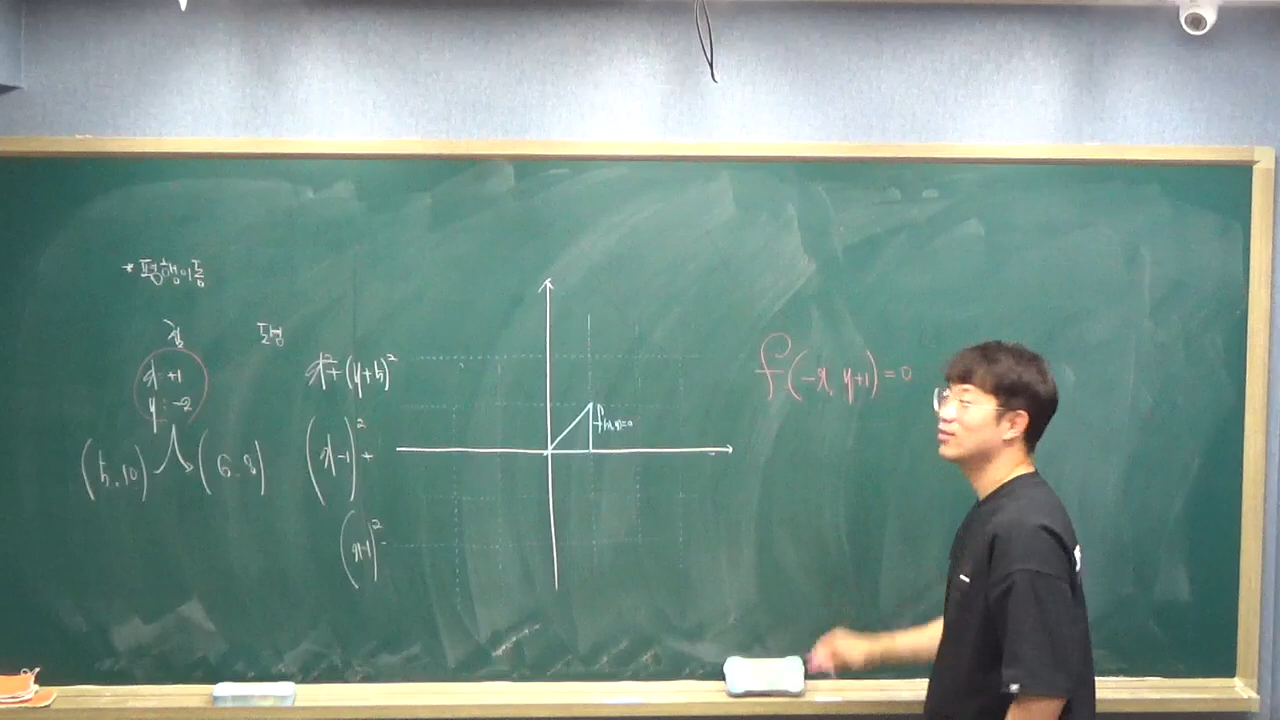 * 평행이동
점 도형
x : +1
y : -2
(5, 10) (6, 8)
x²+(y+5)²
(x-1)²+
(x-1)²-
f(x,y)=0
f(-x, y+1)=0